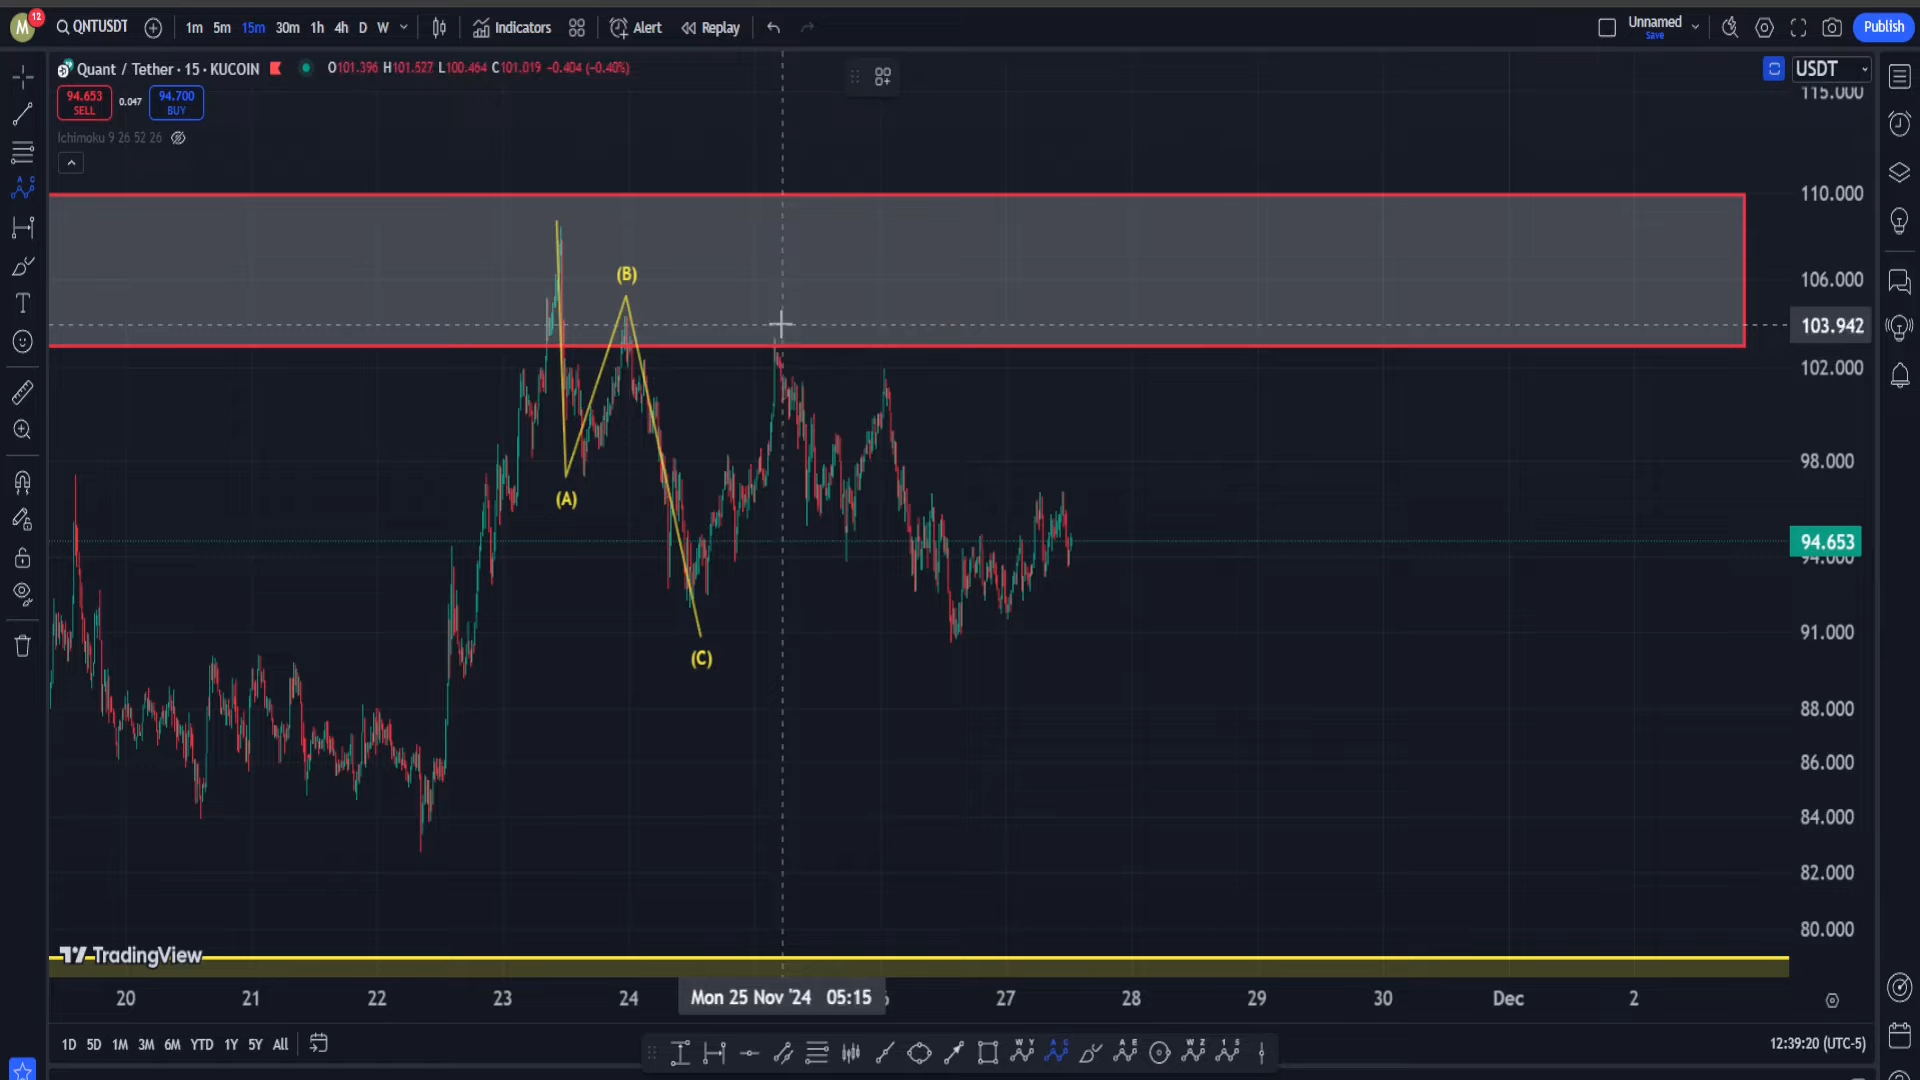 M 12 QNTUSDT 1m 5m 15m 30m 1h 4h D W Indicators Alert Replay Unnamed Save Publish
Quant / Tether · 15 · KUCOIN O101.396 H101.527 L100.464 C101.019 -0.404 (-0.40%)
USDT
115.000
94.653 SELL 0.047 94.700 BUY
Ichimoku 9 26 52 26
110.000
(B)
106.000
103.942
102.000
98.000
(A)
94.653
94.000
91.000
(C)
88.000
86.000
84.000
82.000
80.000
TradingView
20 21 22 23 24 Mon 25 Nov '24 05:15 6 27 28 29 30 Dec 2
1D 5D 1M 3M 6M YTD 1Y 5Y All
12:39:20 (UTC-5)